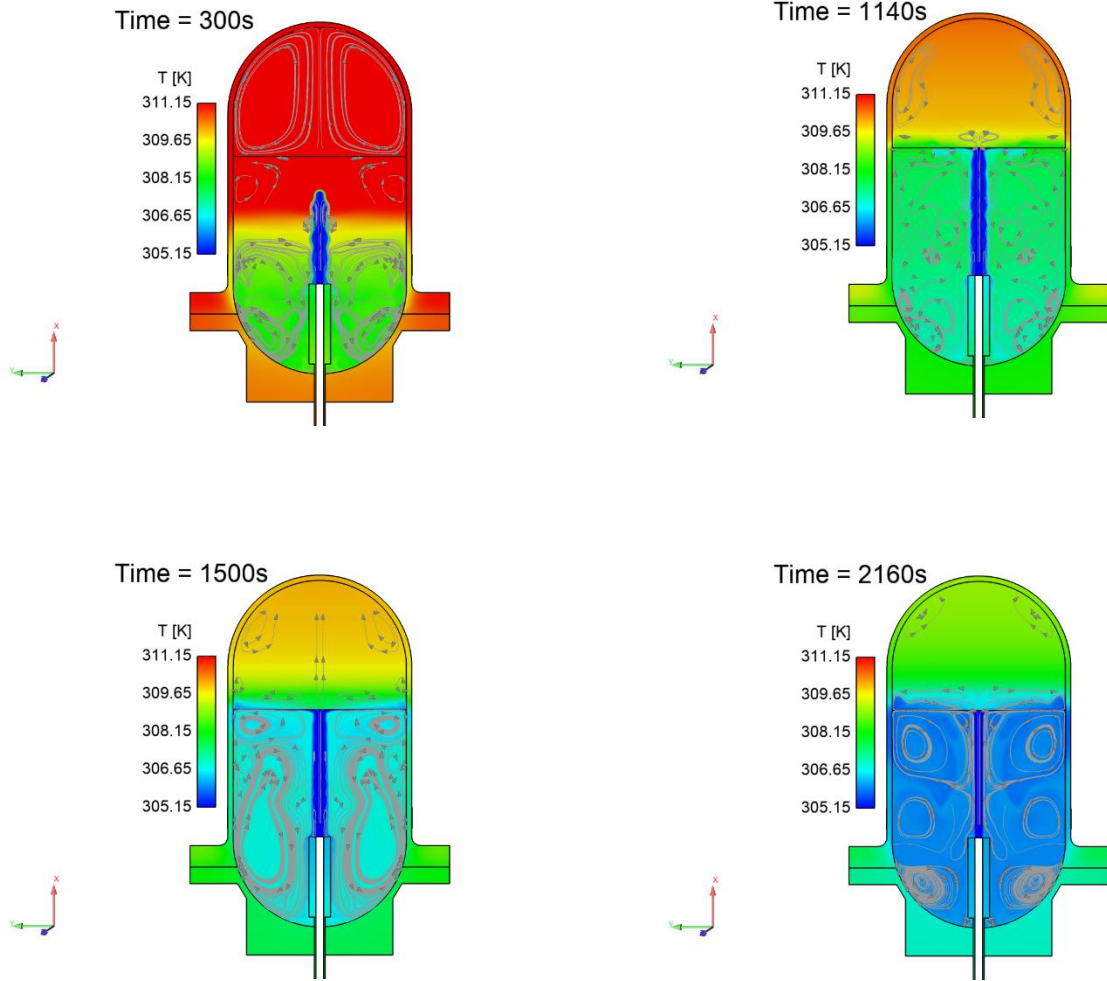 Time = 300s
T [K]
311.15
309.65
308.15
306.65
305.15
X
Y
Time = 1140s
T [K]
311.15
309.65
308.15
306.65
305.15
X
Y
Time = 1500s
T [K]
311.15
309.65
308.15
306.65
305.15
X
Y
Time = 2160s
T [K]
311.15
309.65
308.15
306.65
305.15
X
Y